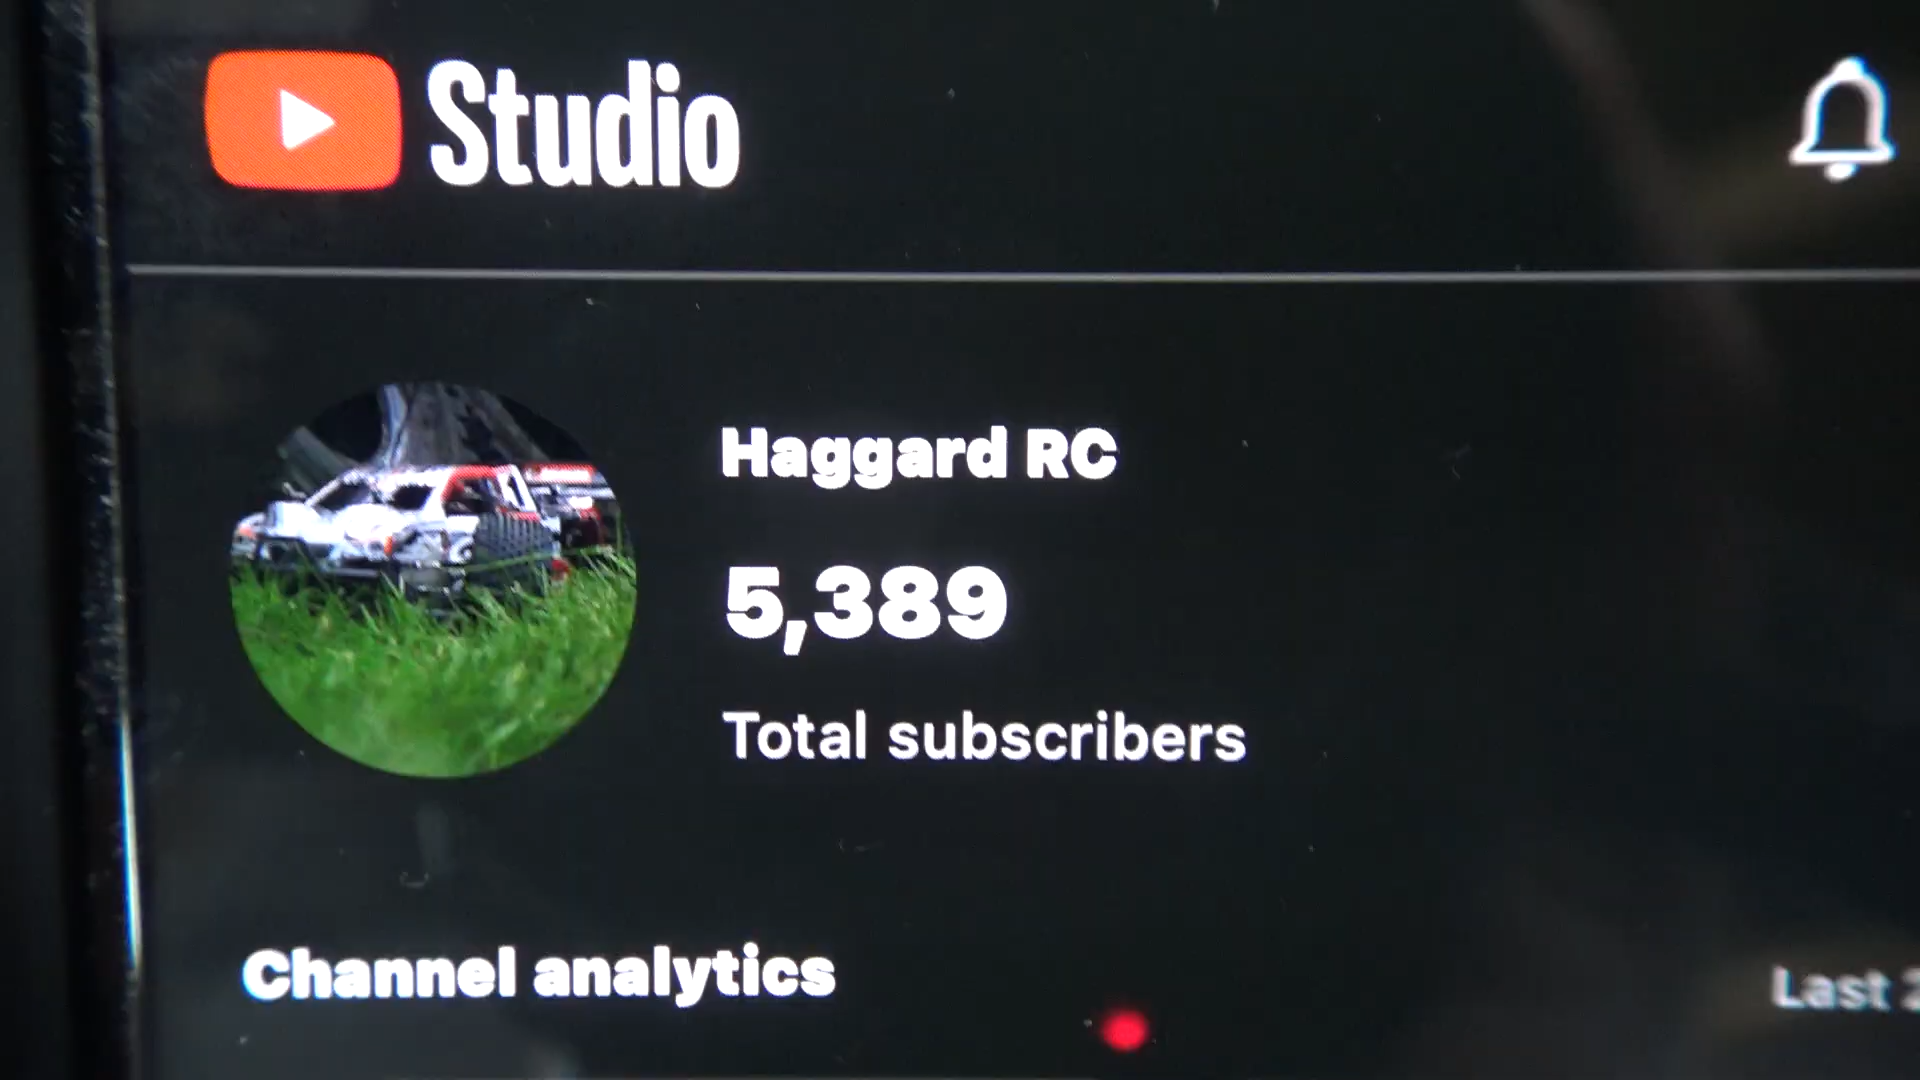 Studio
Haggard RC
5,389
Total subscribers
Channel analytics
Last